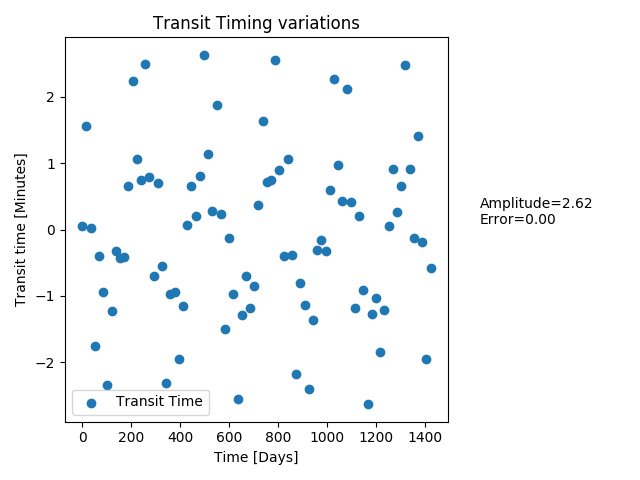 Transit Timing variations
Transit time [Minutes]
2
1
0
−1
−2
Amplitude=2.62
Error=0.00
Transit Time
0 200 400 600 800 1000 1200 1400
Time [Days]